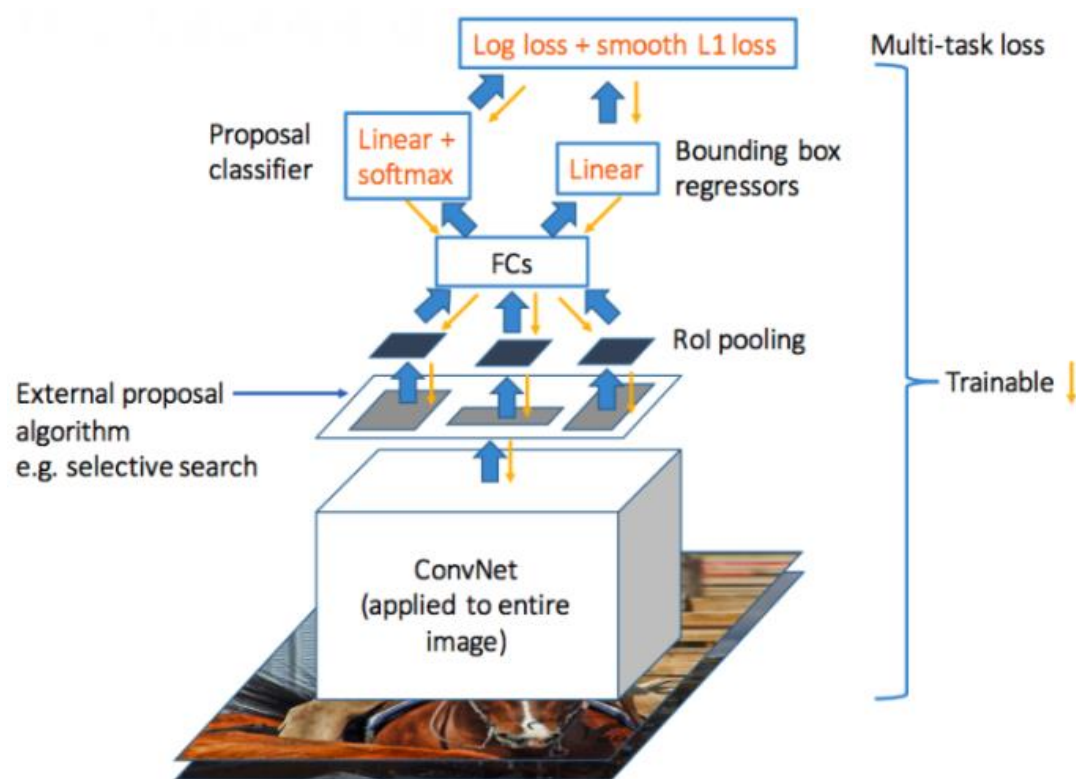 Log loss + smooth L1 loss
Multi-task loss
Proposal
classifier
Linear +
softmax
Linear
Bounding box
regressors
FCs
RoI pooling
External proposal
algorithm
e.g. selective search
Trainable
ConvNet
(applied to entire
image)